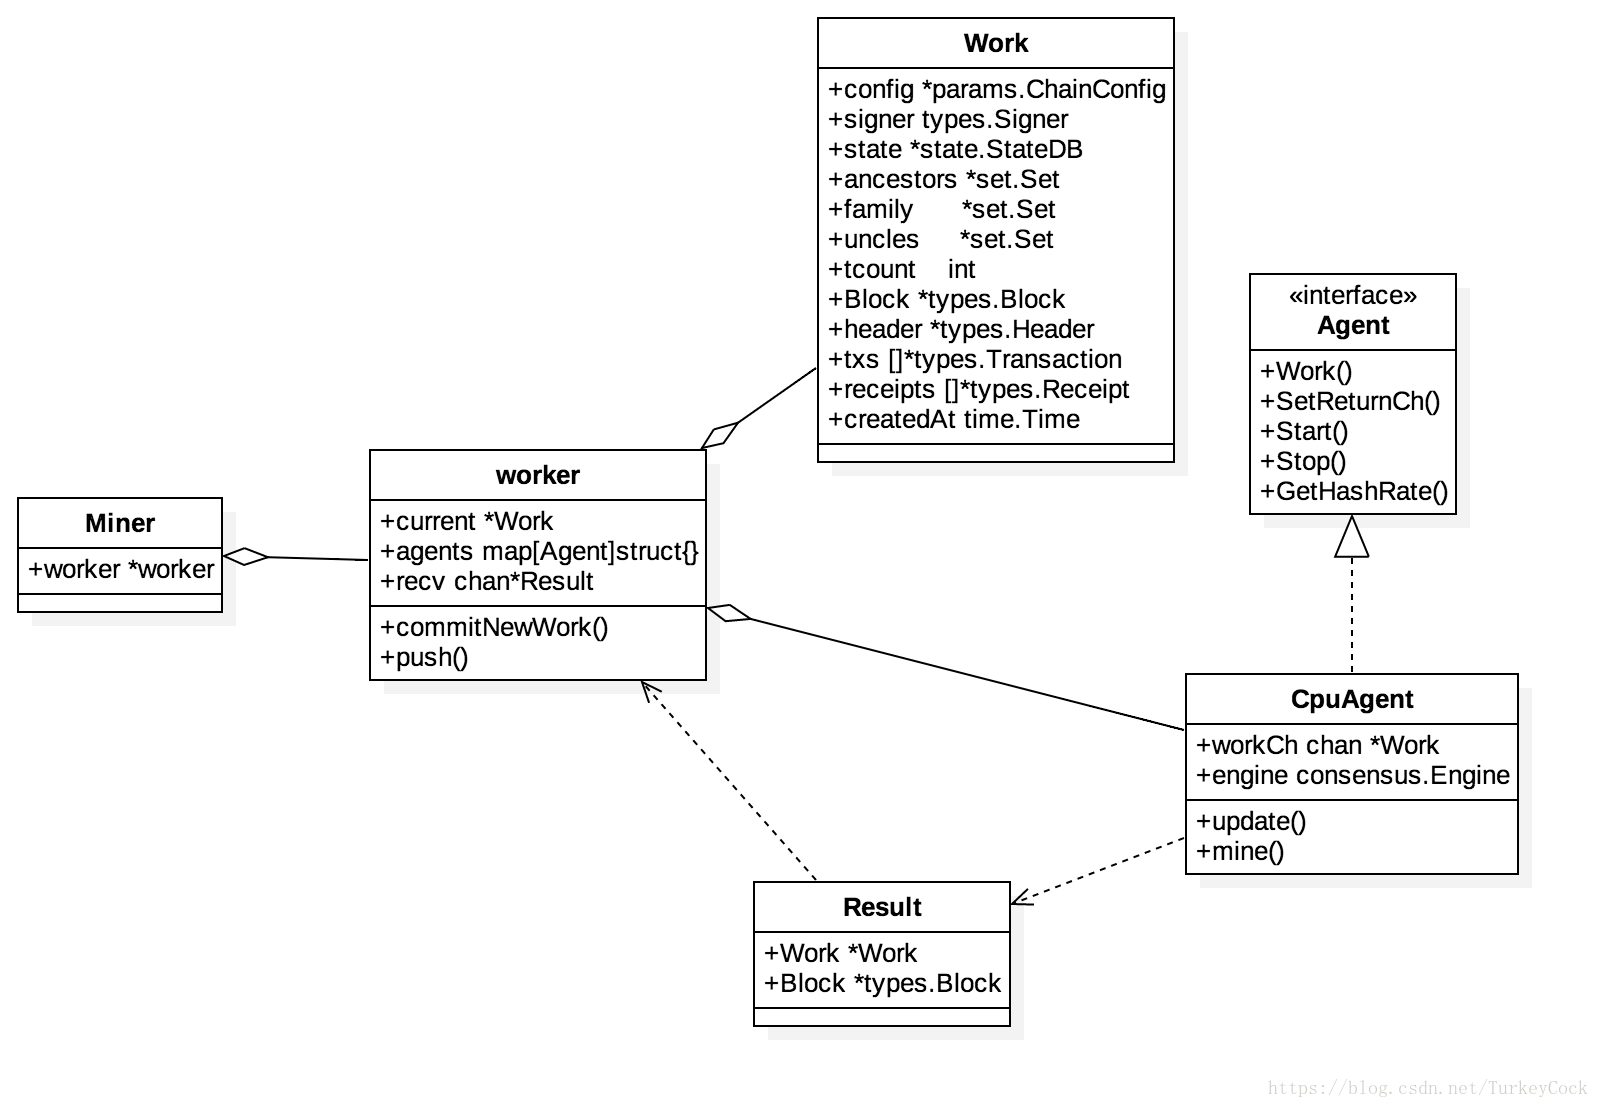 Work
+config *params.ChainConfig
+signer types.Signer
+state *state.StateDB
+ancestors *set.Set
+family *set.Set
+uncles *set.Set
+tcount int
+Block *types.Block
+header *types.Header
+txs []*types.Transaction
+receipts []*types.Receipt
+createdAt time.Time
«interface»
Agent
+Work()
+SetReturnCh()
+Start()
+Stop()
+GetHashRate()
worker
+current *Work
+agents map[Agent]struct{}
+recv chan*Result
+commitNewWork()
+push()
Miner
+worker *worker
CpuAgent
+workCh chan *Work
+engine consensus.Engine
+update()
+mine()
Result
+Work *Work
+Block *types.Block
https://blog.csdn.net/TurkeyCock